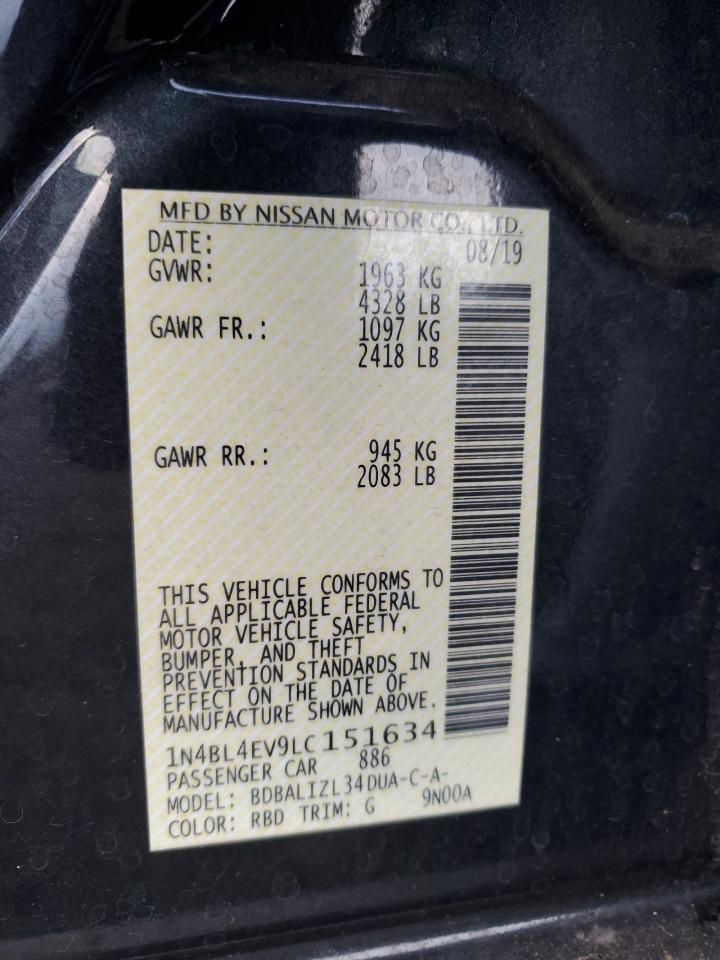 MFD BY NISSAN MOTOR CO., LTD.
DATE: 08/19
GVWR: 1963 KG
4328 LB
GAWR FR.: 1097 KG
2418 LB
GAWR RR.: 945 KG
2083 LB
THIS VEHICLE CONFORMS TO
ALL APPLICABLE FEDERAL
MOTOR VEHICLE SAFETY,
BUMPER, AND THEFT
PREVENTION STANDARDS IN
EFFECT ON THE DATE OF
MANUFACTURE SHOWN ABOVE.
1N4BL4EV9LC151634
PASSENGER CAR 886
MODEL: BDBALIZL34DUA-C-A-
COLOR: RBD TRIM: G 9N00A